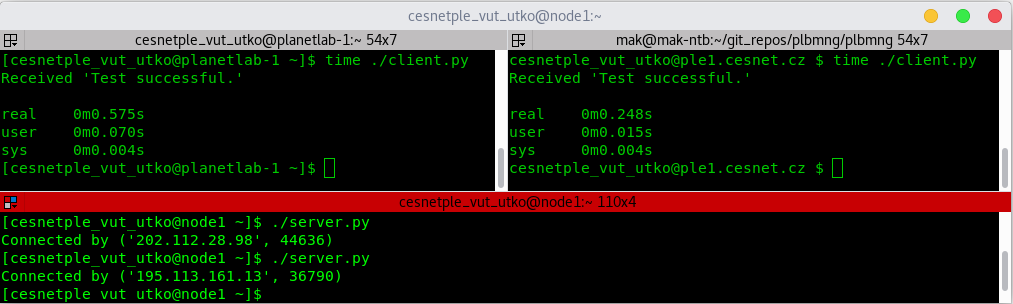 cesnetple_vut_utko@node1:~
cesnetple_vut_utko@planetlab-1:~ 54x7
[cesnetple_vut_utko@planetlab-1 ~]$ time ./client.py
Received 'Test successful.'
real 0m0.575s
user 0m0.070s
sys 0m0.004s
[cesnetple_vut_utko@planetlab-1 ~]$
mak@mak-ntb:~/git_repos/plbmng/plbmng 54x7
cesnetple_vut_utko@ple1.cesnet.cz $ time ./client.py
Received 'Test successful.'
real 0m0.248s
user 0m0.015s
sys 0m0.004s
cesnetple_vut_utko@ple1.cesnet.cz $
cesnetple_vut_utko@node1:~ 110x4
[cesnetple_vut_utko@node1 ~]$ ./server.py
Connected by ('202.112.28.98', 44636)
[cesnetple_vut_utko@node1 ~]$ ./server.py
Connected by ('195.113.161.13', 36790)
[cesnetple_vut_utko@node1 ~]$